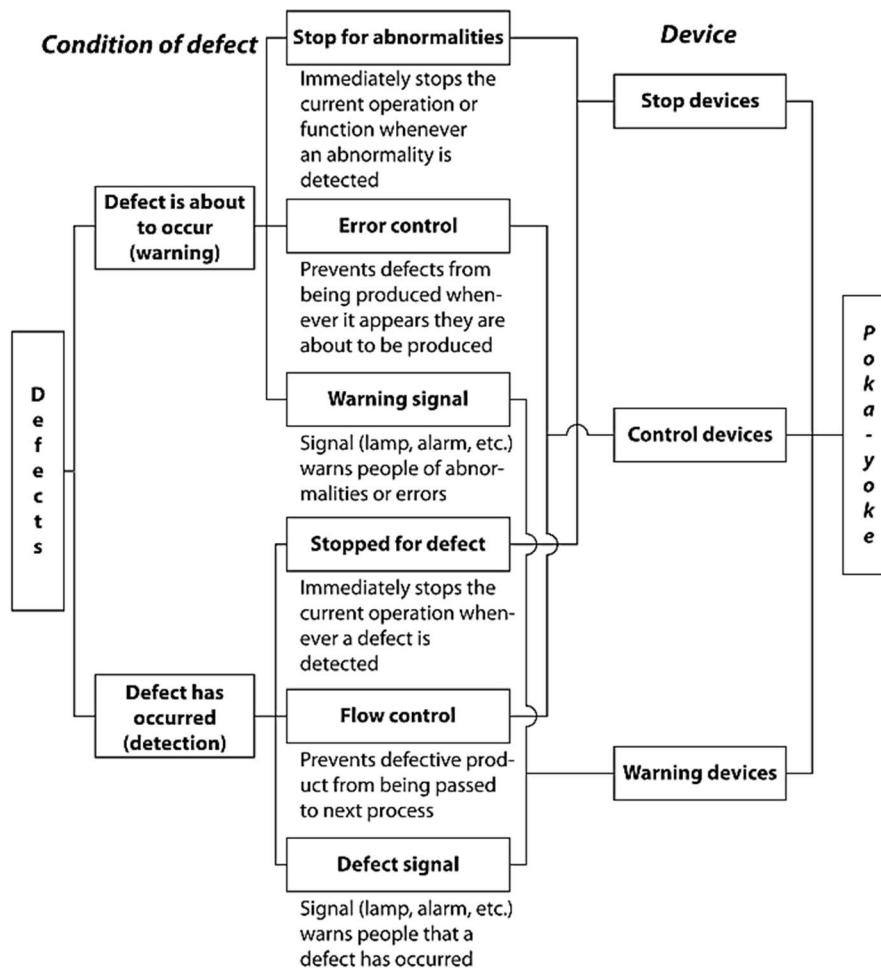 Condition of defect
Device
Defects
Defect is about
to occur
(warning)
Stop for abnormalities
Immediately stops the
current operation or
function whenever
an abnormality is
detected
Error control
Prevents defects from
being produced when-
ever it appears they are
about to be produced
Warning signal
Signal (lamp, alarm, etc.)
warns people of abnor-
malities or errors
Defect has
occurred
(detection)
Stopped for defect
Immediately stops the
current operation when-
ever a defect is
detected
Flow control
Prevents defective prod-
uct from being passed
to next process
Defect signal
Signal (lamp, alarm, etc.)
warns people that a
defect has occurred
Stop devices
Control devices
Warning devices
Poka-yoke